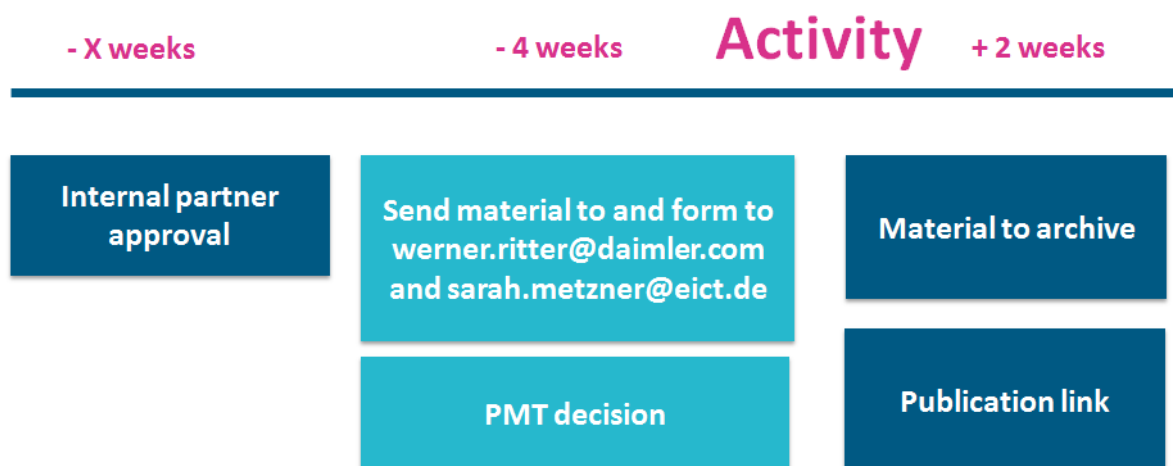 - X weeks
- 4 weeks
Activity
+ 2 weeks
Internal partner
approval
Send material to and form to
werner.ritter@daimler.com
and sarah.metzner@eict.de
PMT decision
Material to archive
Publication link